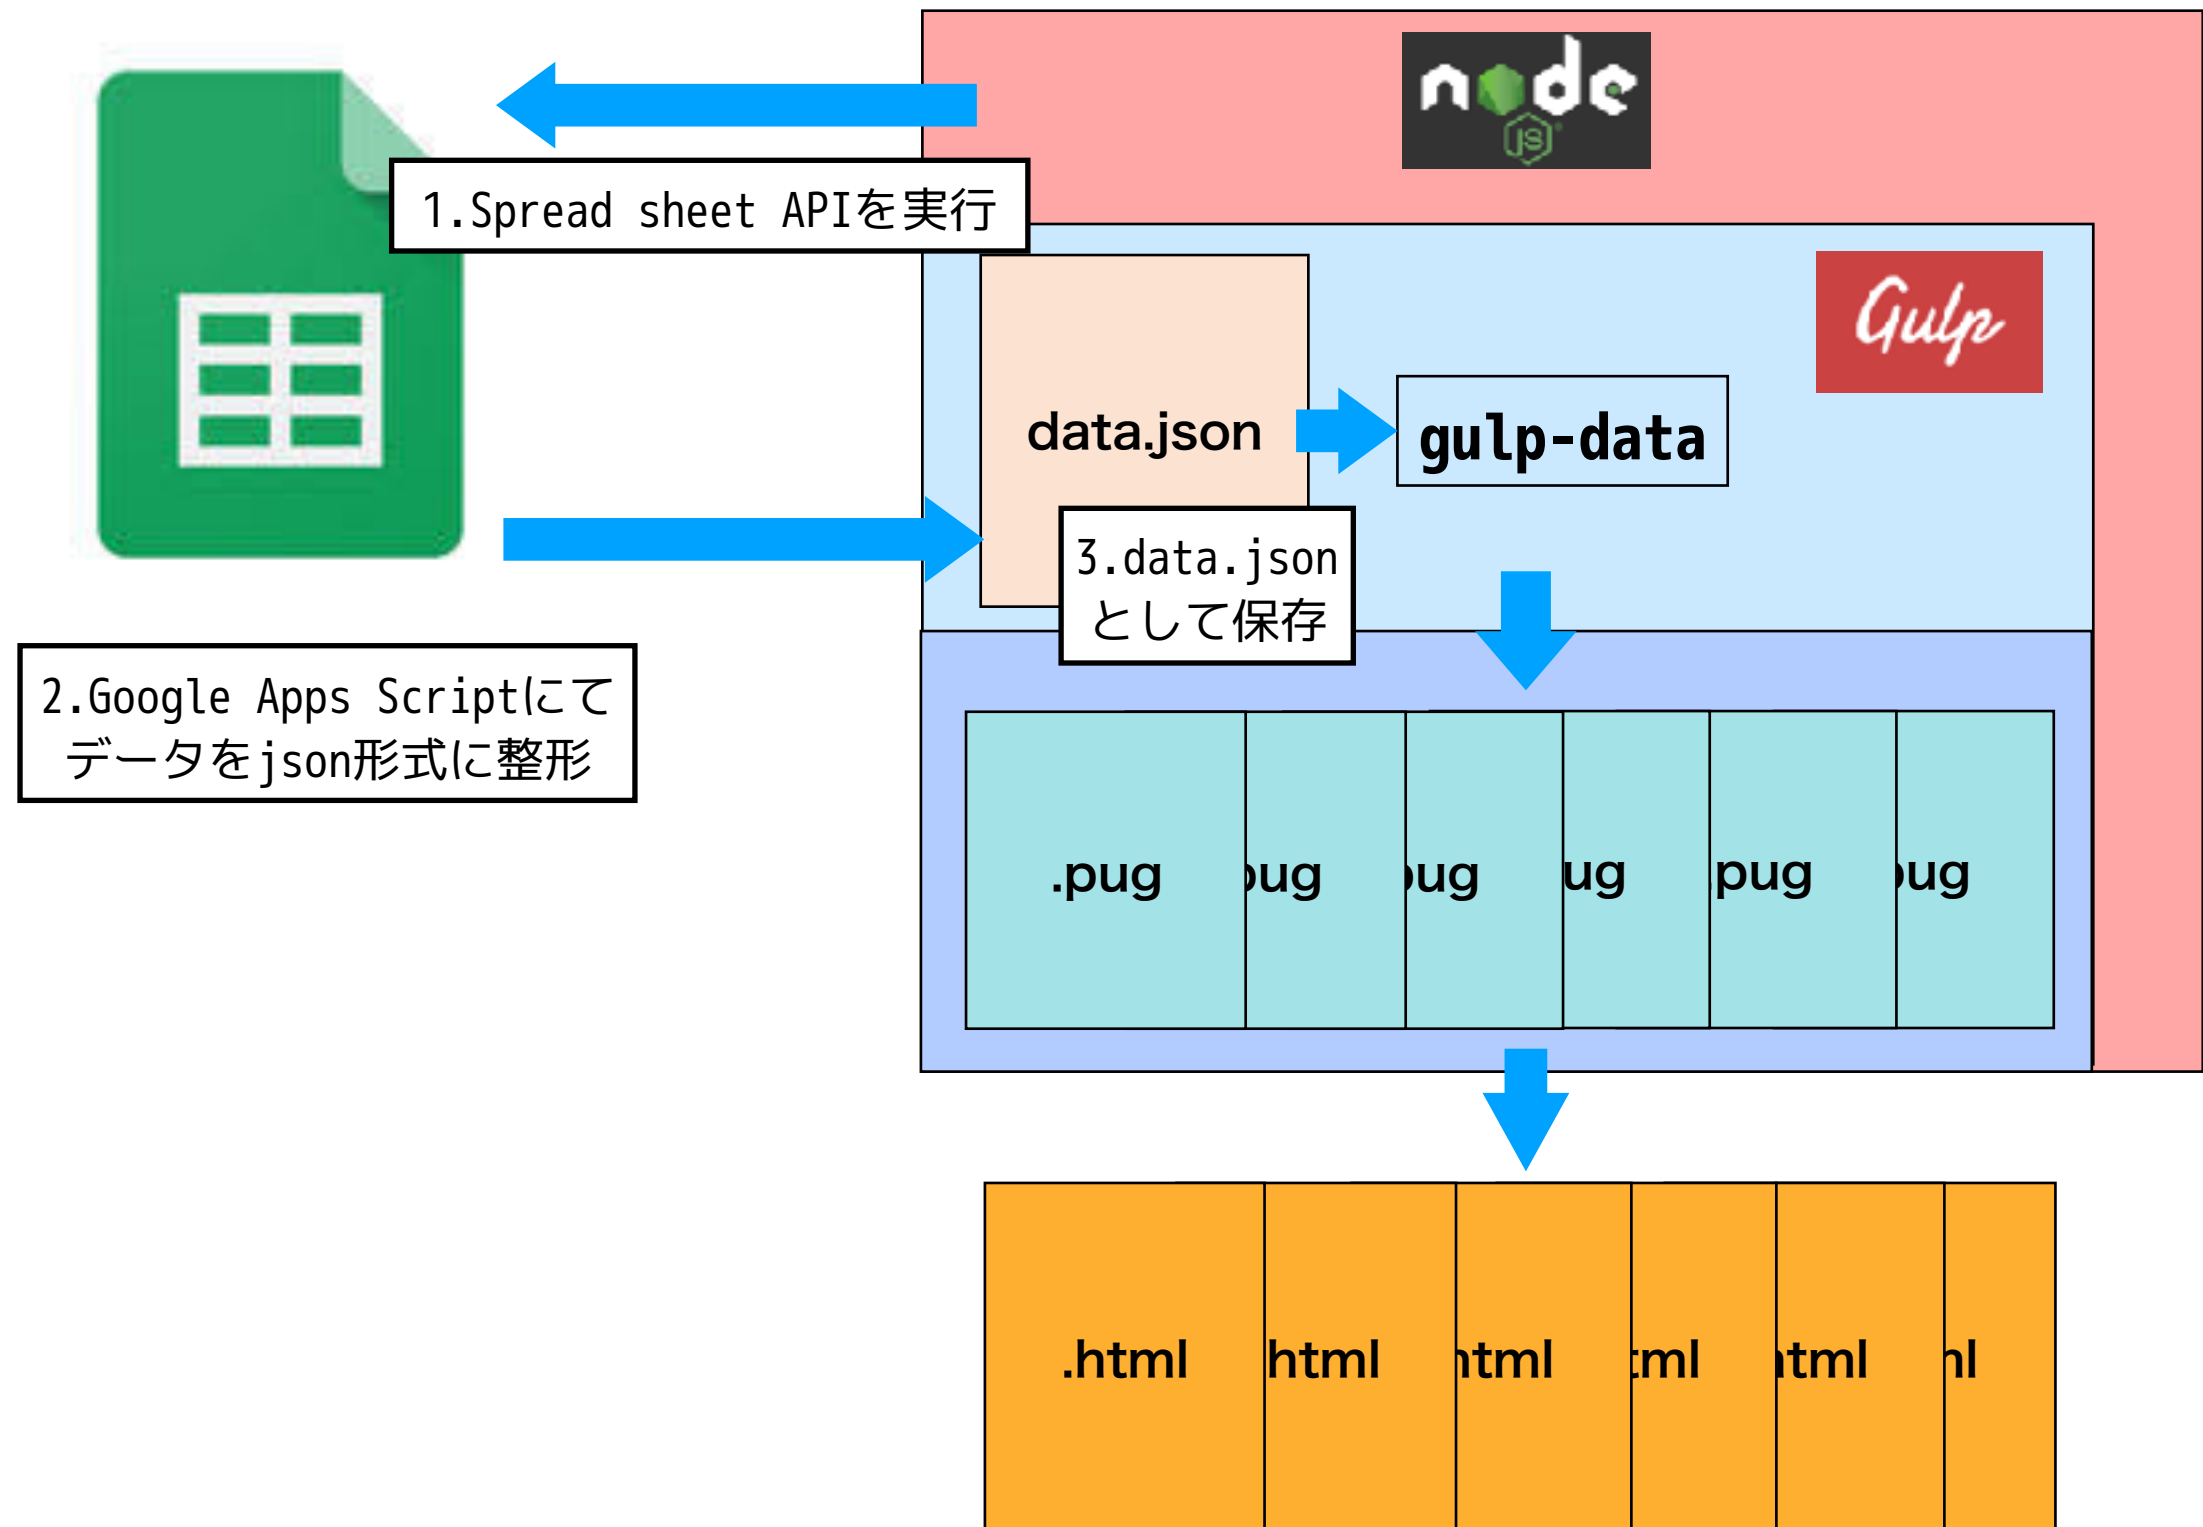 node
JS
1.Spread sheet APIを実行
Gulp
data.json
gulp-data
3.data.json
として保存
2.Google Apps Scriptにて
データをjson形式に整形
.pug
pug
pug
ug
.pug
pug
.html
html
html
tml
html
ml